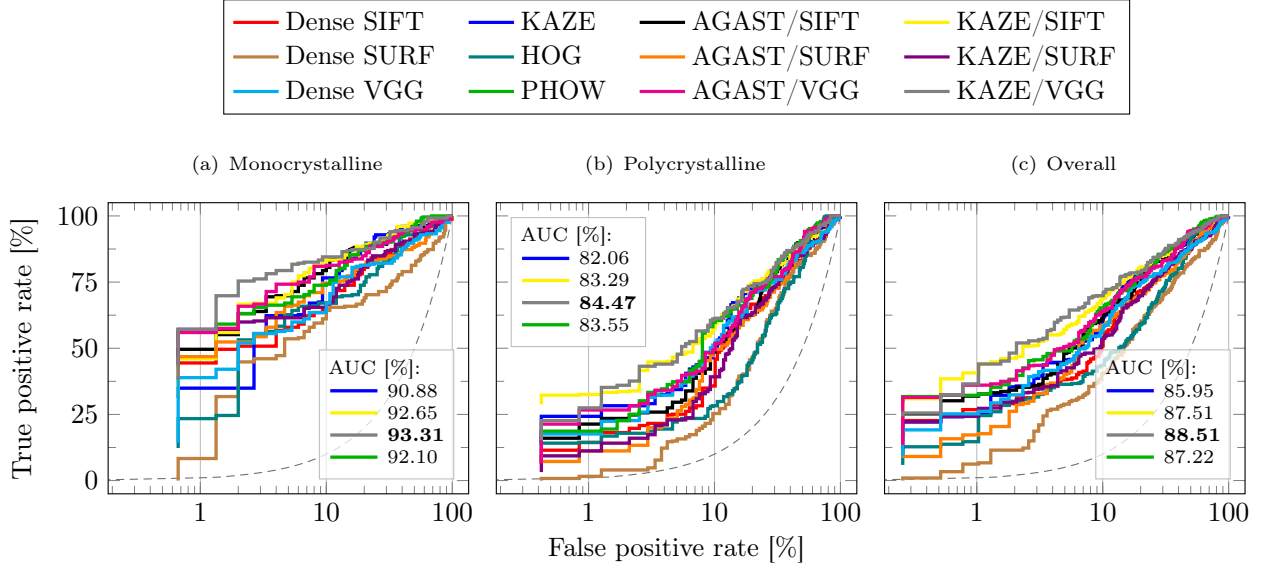 Dense SIFT KAZE AGAST/SIFT KAZE/SIFT
Dense SURF HOG AGAST/SURF KAZE/SURF
Dense VGG PHOW AGAST/VGG KAZE/VGG
(a) Monocrystalline
(b) Polycrystalline
(c) Overall
True positive rate [%]
100
75
50
25
0
AUC [%]:
90.88
92.65
93.31
92.10
1 10 100
AUC [%]:
82.06
83.29
84.47
83.55
1 10 100
AUC [%]:
85.95
87.51
88.51
87.22
1 10 100
False positive rate [%]